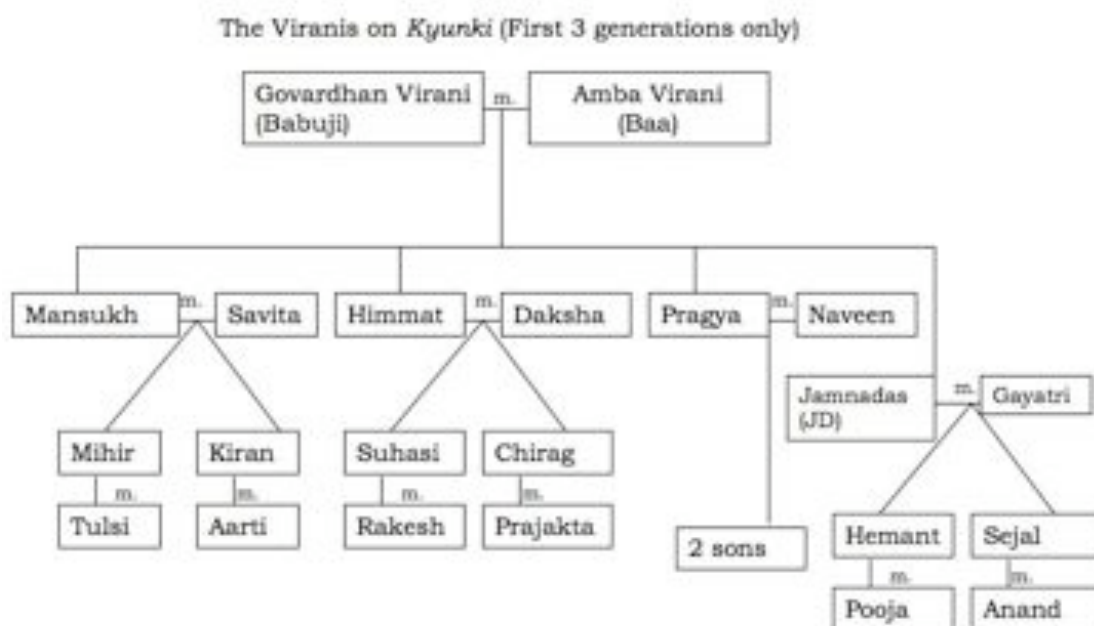 The Viranis on Kyunki (First 3 generations only)
Govardhan Virani
(Babuji)
m.
Amba Virani
(Baa)
Mansukh
m.
Savita
Himmat
m.
Daksha
Pragya
m.
Naveen
Jamnadas
(JD)
m.
Gayatri
Mihir
m.
Tulsi
Kiran
m.
Aarti
Suhasi
m.
Rakesh
Chirag
m.
Prajakta
2 sons
Hemant
m.
Pooja
Sejal
m.
Anand